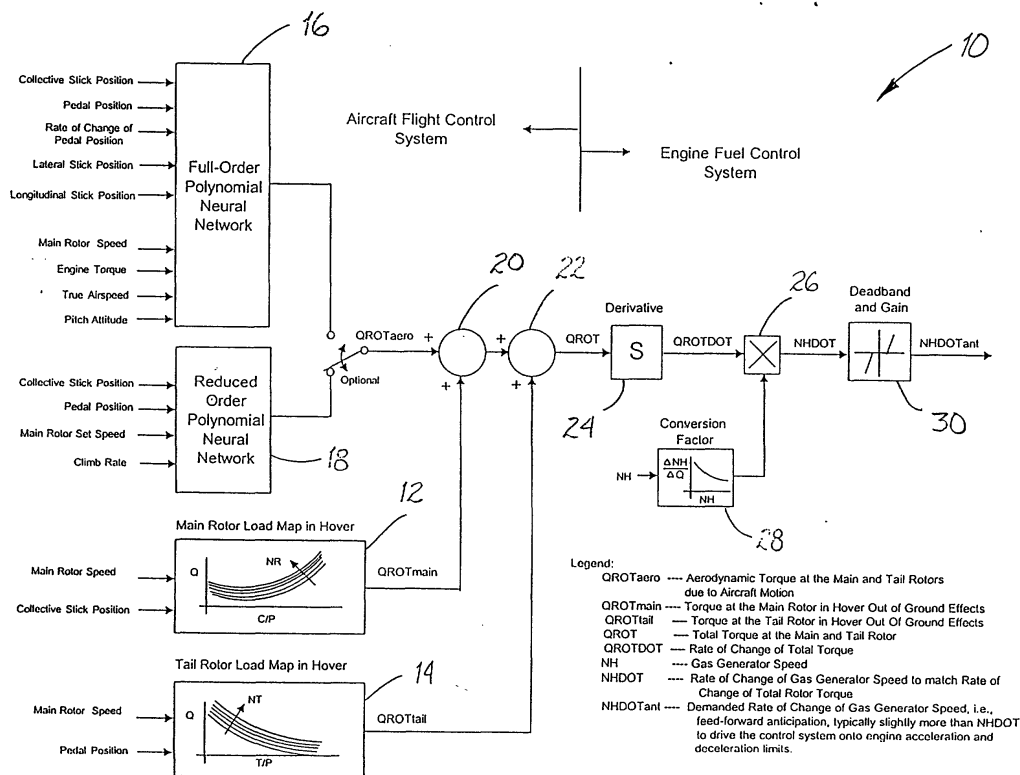 16
10
Collective Slick Position
Pedal Position
Rate of Change of
Pedal Position
Lateral Stick Position
Longitudinal Stick Position
Main Rotor Speed
Engine Torque
True Airspeed
Pitch Attitude
Full-Order
Polynomial
Neural
Network
Aircraft Flight Control
System
Engine Fuel Control
System
Collective Stick Position
Pedal Position
Main Rotor Set Speed
Climb Rate
Reduced
Order
Polynomial
Neural
Network
18
QROTaero
Optional
+
+
20
+
+
22
QROT
Derivative
S
24
QROTDOT
26
NHDOT
Deadband
and Gain
30
NHDOTant
Conversion
Factor
NH
ΔNH
ΔQ
NH
28
Main Rotor Load Map in Hover
12
Main Rotor Speed
Collective Stick Position
Q
NR
C/P
QROTmain
Tail Rotor Load Map in Hover
14
Main Rotor Speed
Pedal Position
Q
NT
T/P
QROTtail
Legend:
QROTaero ---- Aerodynamic Torque at the Main and Tail Rotors
due to Aircraft Motion
QROTmain ---- Torque at the Main Rotor in Hover Out of Ground Effects
QROTtail ---- Torque at the Tail Rotor in Hover Out Of Ground Effects
QROT ---- Total Torque at the Main and Tail Rotor
QROTDOT ---- Rate of Change of Total Torque
NH ---- Gas Generator Speed
NHDOT ---- Rate of Change of Gas Generator Speed to match Rate of
Change of Total Rotor Torque
NHDOTant ---- Demanded Rate of Change of Gas Generator Speed, i.e.,
feed-forward anticipation, typically slightly more than NHDOT
to drive the control system onto engine acceleration and
deceleration limits.